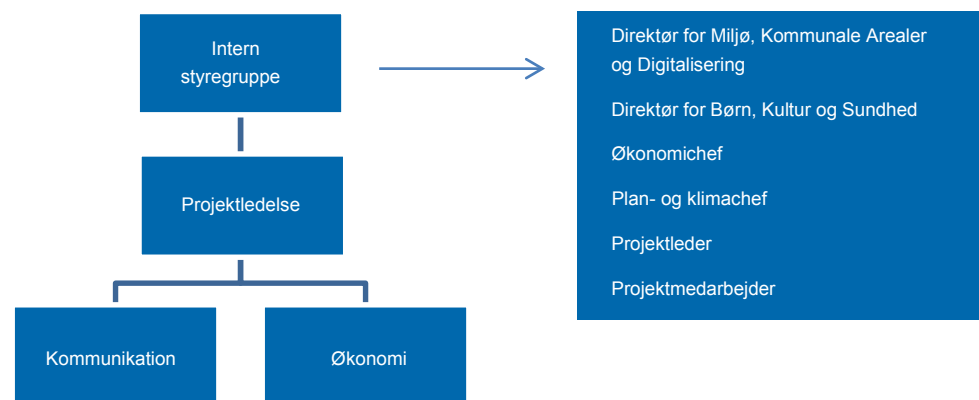 Intern
styregruppe
Direktør for Miljø, Kommunale Arealer
og Digitalisering
Direktør for Børn, Kultur og Sundhed
Økonomichef
Plan- og klimachef
Projektleder
Projektmedarbejder
Projektledelse
Kommunikation
Økonomi